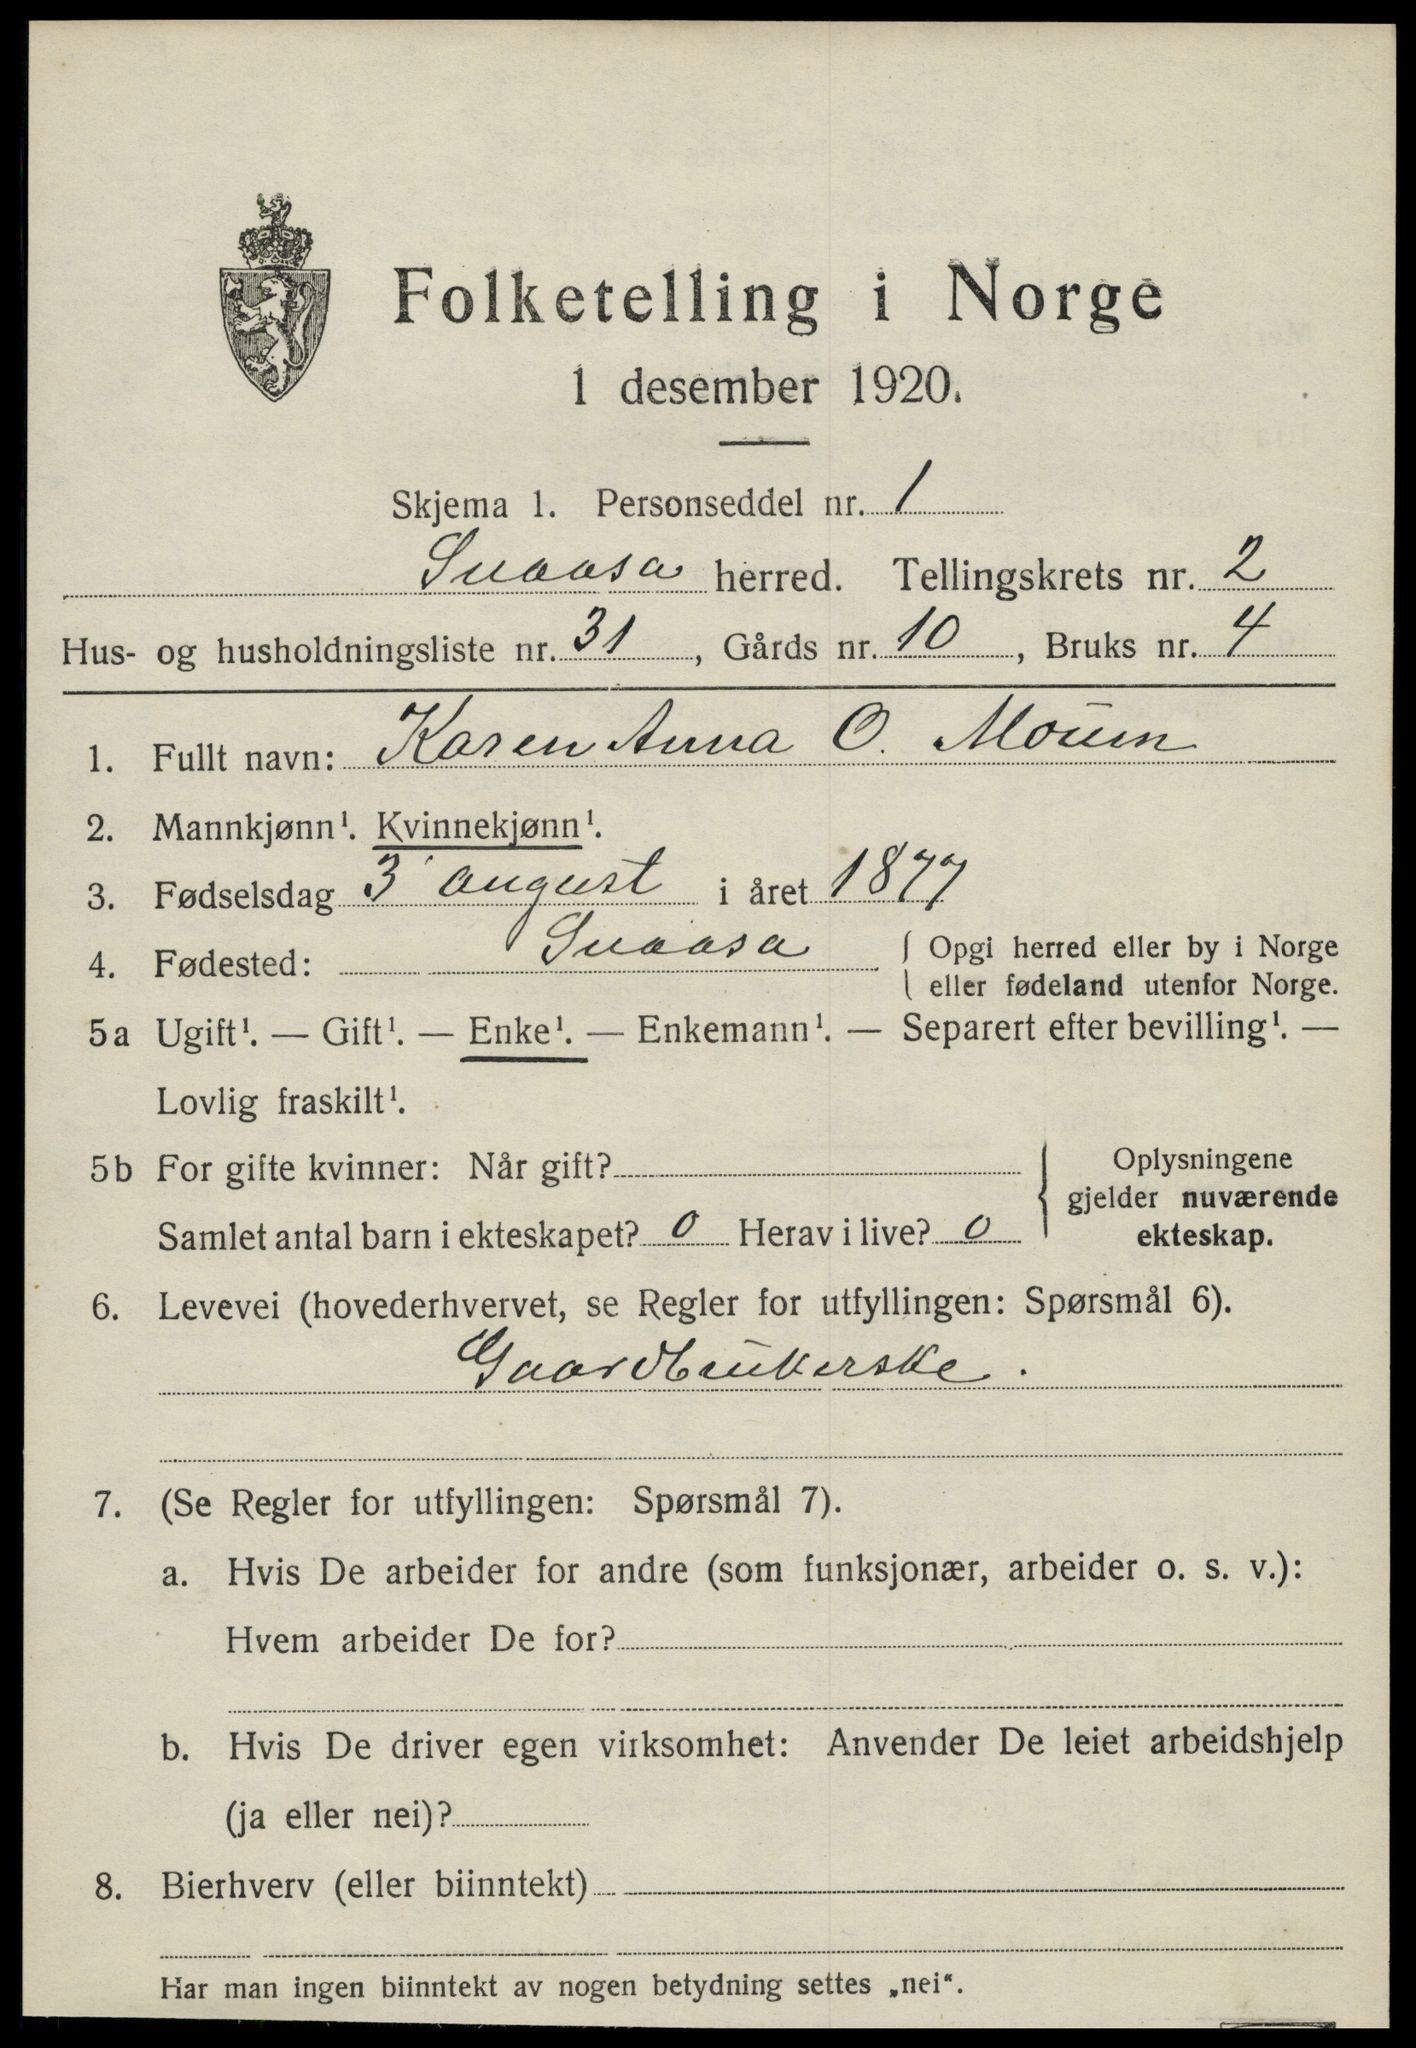 Folketelling i Norge
1 desember 1920.
Skjema 1. Personseddel nr. 1
Snaasa herred. Tellingskrets nr. 2
Hus- og husholdningsliste nr. 31, Gårds nr. 10, Bruks nr. 4
1. Fullt navn: Karen Anna O. Moum
2. Mannkjønn¹. Kvinnekjønn¹.
3. Fødselsdag 3 august i året 1877
4. Fødested: Snaasa { Opgi herred eller by i Norge
eller fødeland utenfor Norge.
5a Ugift¹. — Gift¹. — Enke¹. — Enkemann¹. — Separert efter bevilling¹. —
Lovlig fraskilt¹.
5b For gifte kvinner: Når gift? { Oplysningene
gjelder nuværende
Samlet antal barn i ekteskapet? 0 Herav i live? 0 ekteskap.
6. Levevei (hovederhvervet, se Regler for utfyllingen: Spørsmål 6).
Gaardbrukerske.
7. (Se Regler for utfyllingen: Spørsmål 7).
a. Hvis De arbeider for andre (som funksjonær, arbeider o. s. v.):
Hvem arbeider De for?
b. Hvis De driver egen virksomhet: Anvender De leiet arbeidshjelp
(ja eller nei)?
8. Bierhverv (eller biinntekt)
Har man ingen biinntekt av nogen betydning settes „nei“.